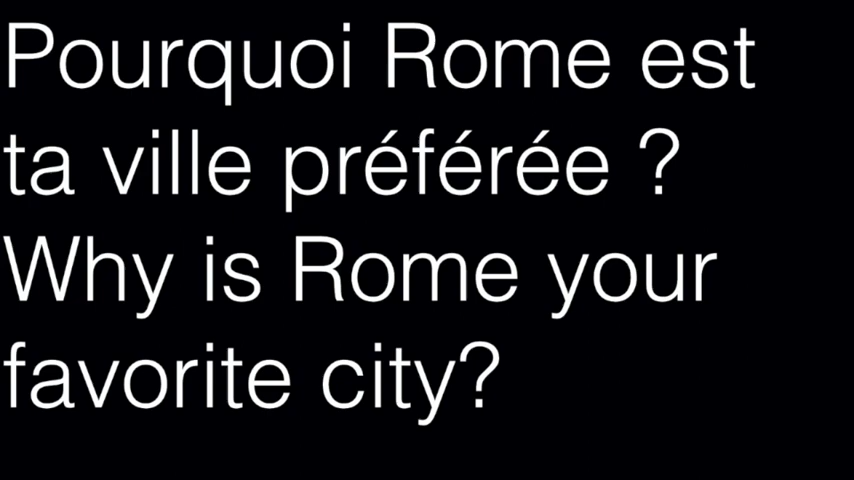 Pourquoi Rome est
ta ville préférée ?
Why is Rome your
favorite city?